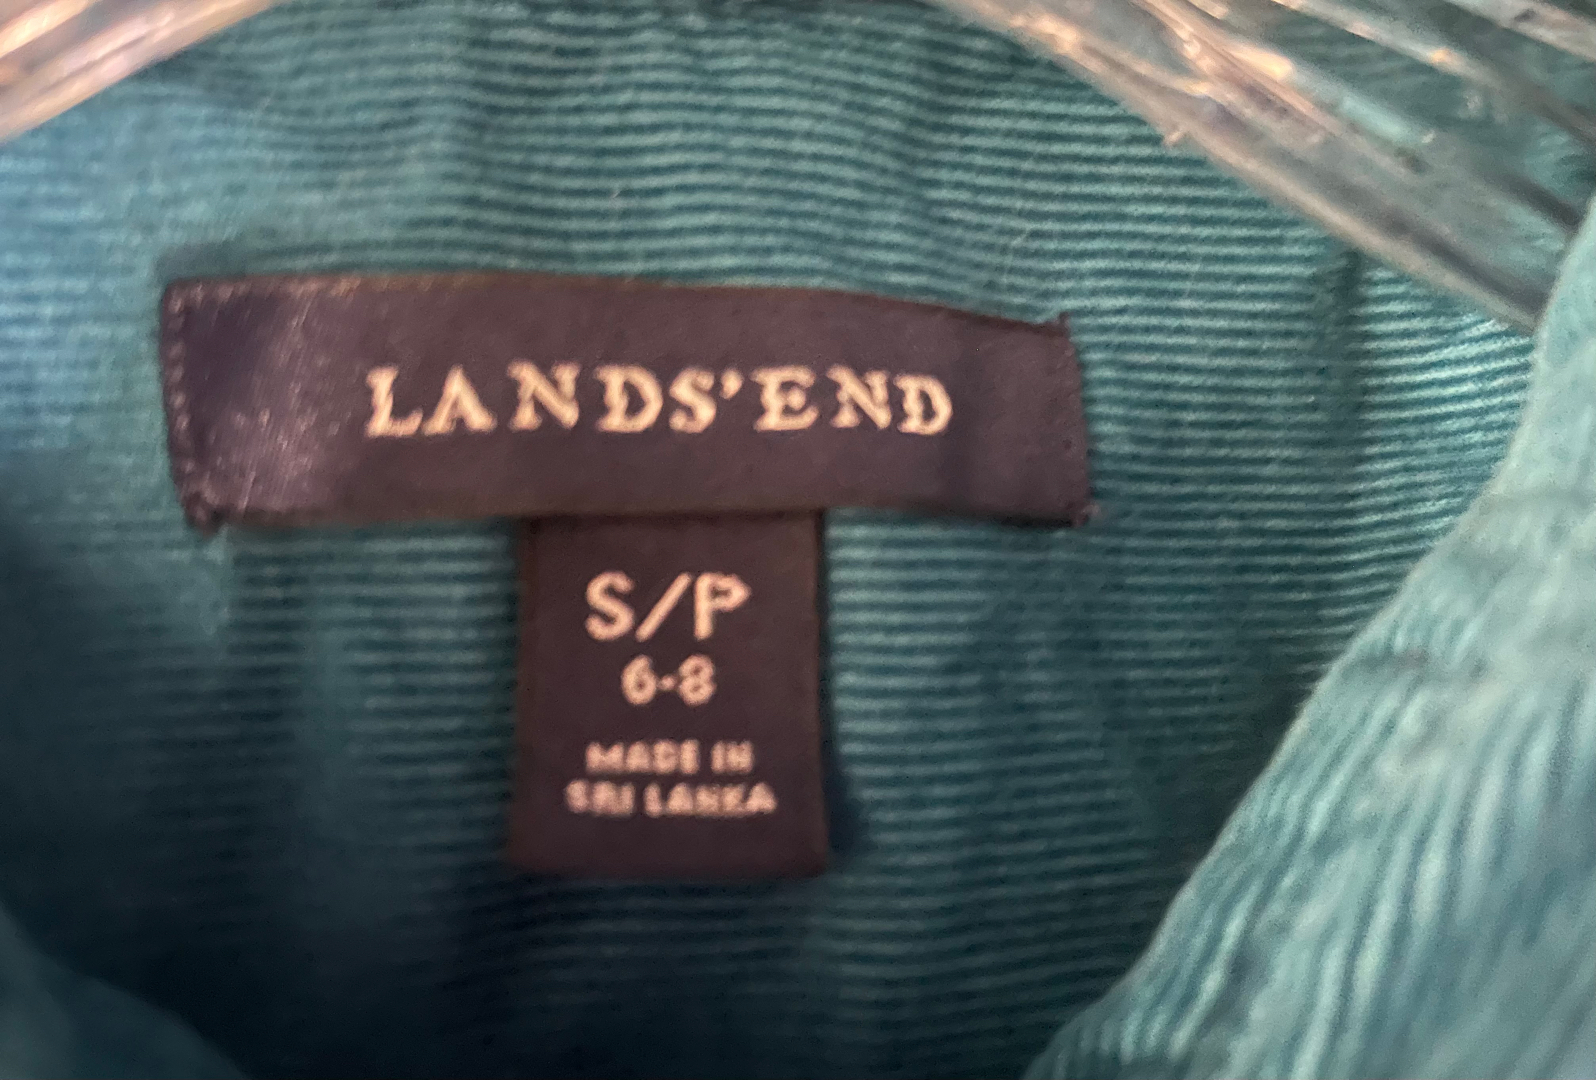 LANDS'END
S/P
6-8
MADE IN
SRI LANKA